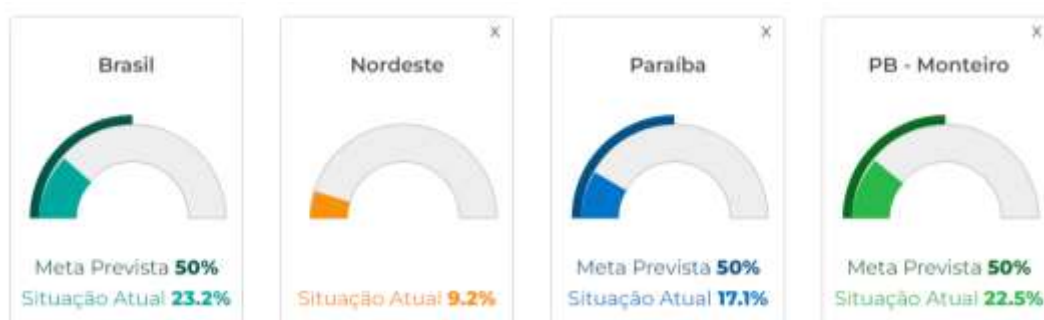 Brasil
Meta Prevista 50%
Situação Atual 23.2%
X
Nordeste
Situação Atual 9.2%
X
Paraíba
Meta Prevista 50%
Situação Atual 17.1%
X
PB - Monteiro
Meta Prevista 50%
Situação Atual 22.5%